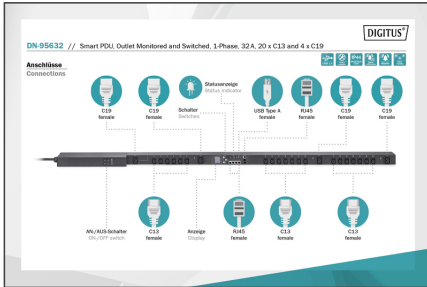 DIGITUS®
DN-95632 // Smart PDU, Outlet Monitored and Switched, 1-Phase, 32 A, 20 x C13 and 4 x C19
Anschlüsse
Connections
C19
female
C19
female
Statusanzeige
Status indicator
Schalter
Switches
USB Type A
female
RJ45
female
C19
female
C19
female
AN-/AUS-Schalter
ON-/OFF switch
C13
female
Anzeige
Display
RJ45
female
C13
female
C13
female